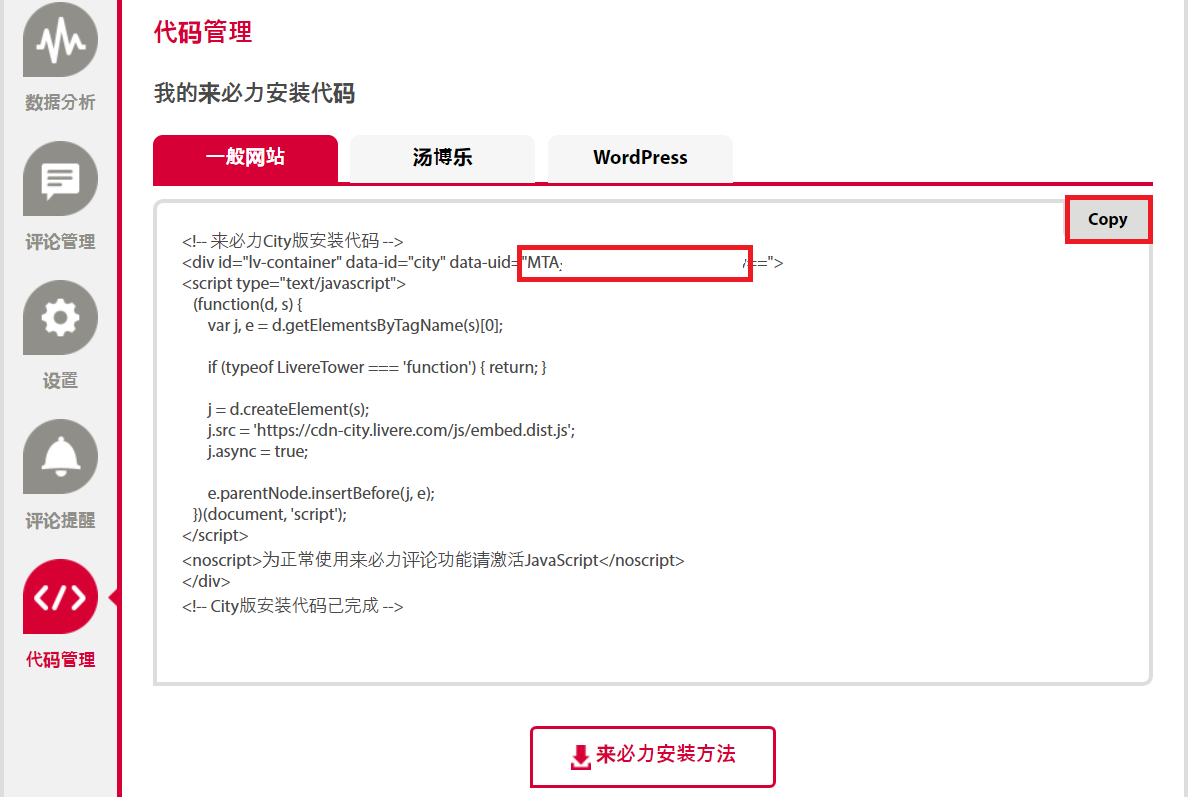 代码管理
我的来必力安装代码
一般网站
汤博乐
WordPress
Copy
<!-- 来必力City版安装代码 -->
<div id="lv-container" data-id="city" data-uid="MTA ==">
<script type="text/javascript">
(function(d, s) {
var j, e = d.getElementsByTagName(s)[0];
if (typeof LivereTower === 'function') { return; }
j = d.createElement(s);
j.src = 'https://cdn-city.livere.com/js/embed.dist.js';
j.async = true;
e.parentNode.insertBefore(j, e);
})(document, 'script');
</script>
<noscript>为正常使用来必力评论功能请激活JavaScript</noscript>
</div>
<!-- City版安装代码已完成 -->
来必力安装方法
数据分析
评论管理
设置
评论提醒
代码管理